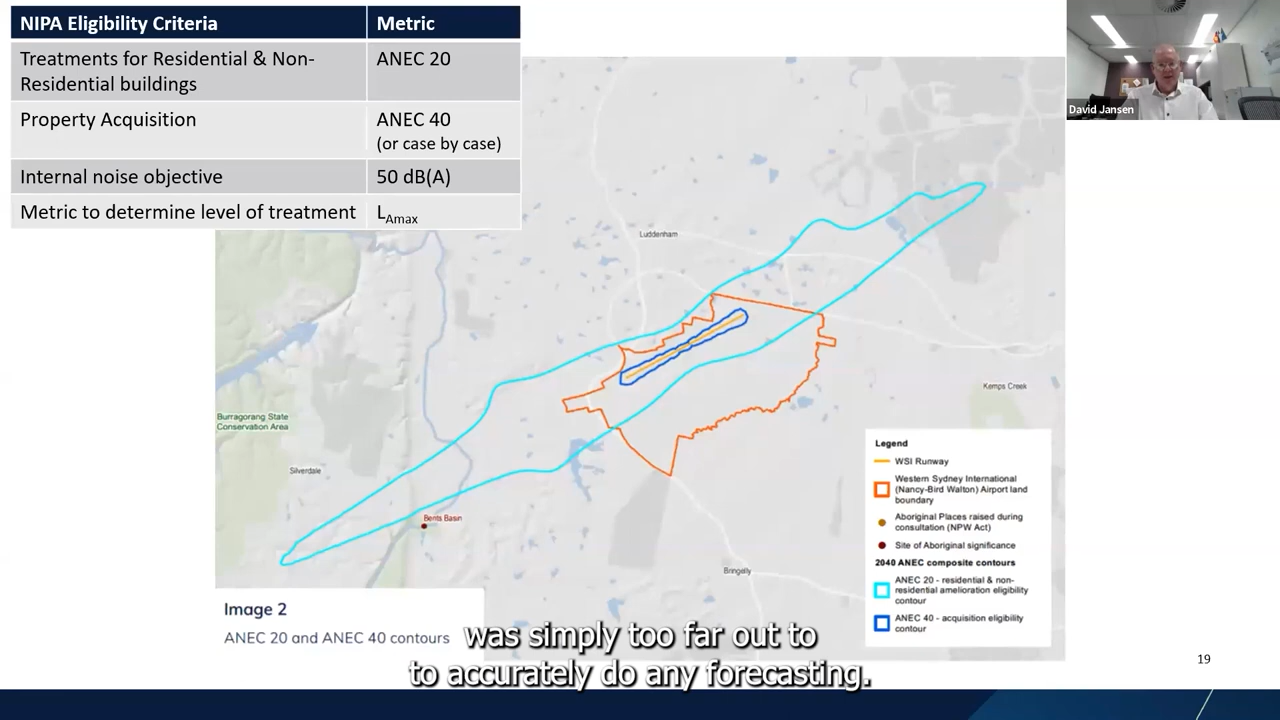 NIPA Eligibility Criteria Metric
Treatments for Residential & Non- ANEC 20
Residential buildings
Property Acquisition ANEC 40
(or case by case)
Internal noise objective 50 dB(A)
Metric to determine level of treatment LAmax
David Jansen
Luddenham
Kemps Creek
Burragorang State
Conservation Area
Silverdale
Bents Basin
Bringelly
Legend
WSI Runway
Western Sydney International
(Nancy-Bird Walton) Airport land
boundary
Aboriginal Places raised during
consultation (NPW Act)
Site of Aboriginal significance
2040 ANEC composite contours
ANEC 20 - residential & non-
residential amelioration eligibility
contour
ANEC 40 - acquisition eligibility
contour
Image 2
ANEC 20 and ANEC 40 contours
was simply too far out to
to accurately do any forecasting.
19